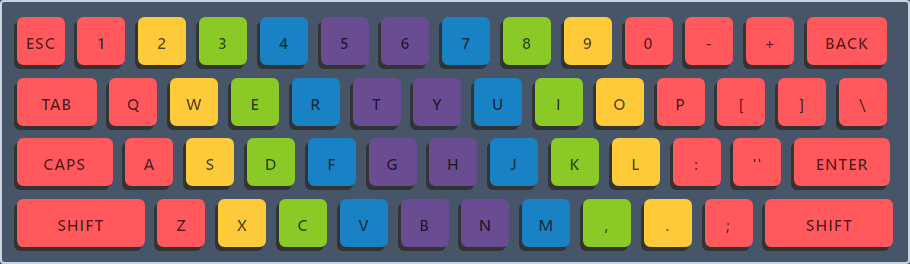 ESC 1 2 3 4 5 6 7 8 9 0 - + BACK
TAB Q W E R T Y U I O P [ ] \
CAPS A S D F G H J K L : '' ENTER
SHIFT Z X C V B N M , . ; SHIFT